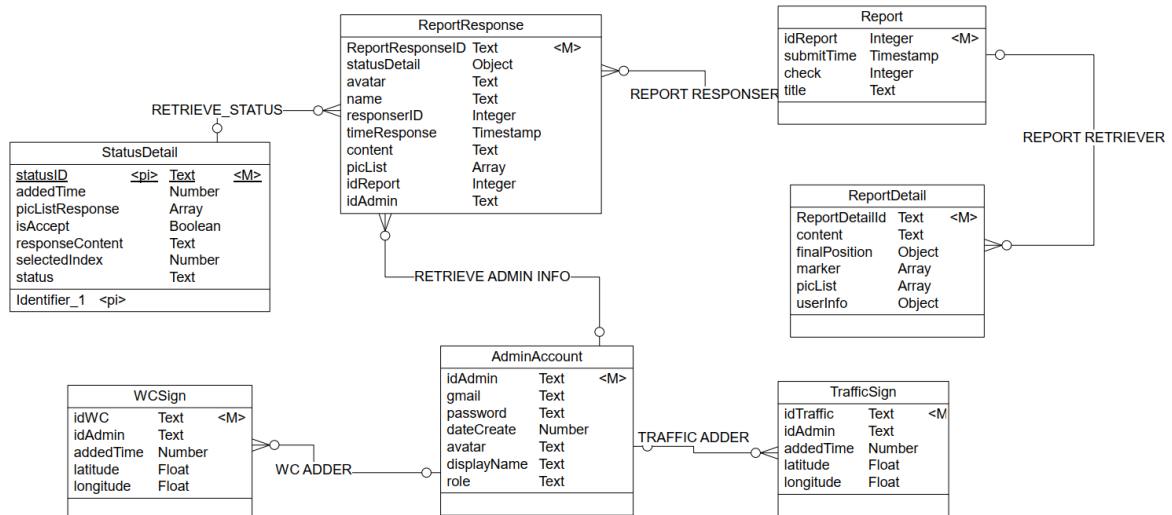 ReportResponse
ReportResponseID Text <M>
statusDetail Object
avatar Text
name Text
responserID Integer
timeResponse Timestamp
content Text
picList Array
idReport Integer
idAdmin Text
Report
idReport Integer <M>
submitTime Timestamp
check Integer
title Text
REPORT RESPONSER
RETRIEVE_STATUS
REPORT RETRIEVER
StatusDetail
statusID <pi> Text <M>
addedTime Number
picListResponse Array
isAccept Boolean
responseContent Text
selectedIndex Number
status Text
Identifier_1 <pi>
ReportDetail
ReportDetailId Text <M>
content Text
finalPosition Object
marker Array
picList Array
userInfo Object
RETRIEVE ADMIN INFO
AdminAccount
idAdmin Text <M>
gmail Text
password Text
dateCreate Number
avatar Text
displayName Text
role Text
WCSign
idWC Text <M>
idAdmin Text
addedTime Number
latitude Float
longitude Float
WC ADDER
TRAFFIC ADDER
TrafficSign
idTraffic Text <M
idAdmin Text
addedTime Number
latitude Float
longitude Float